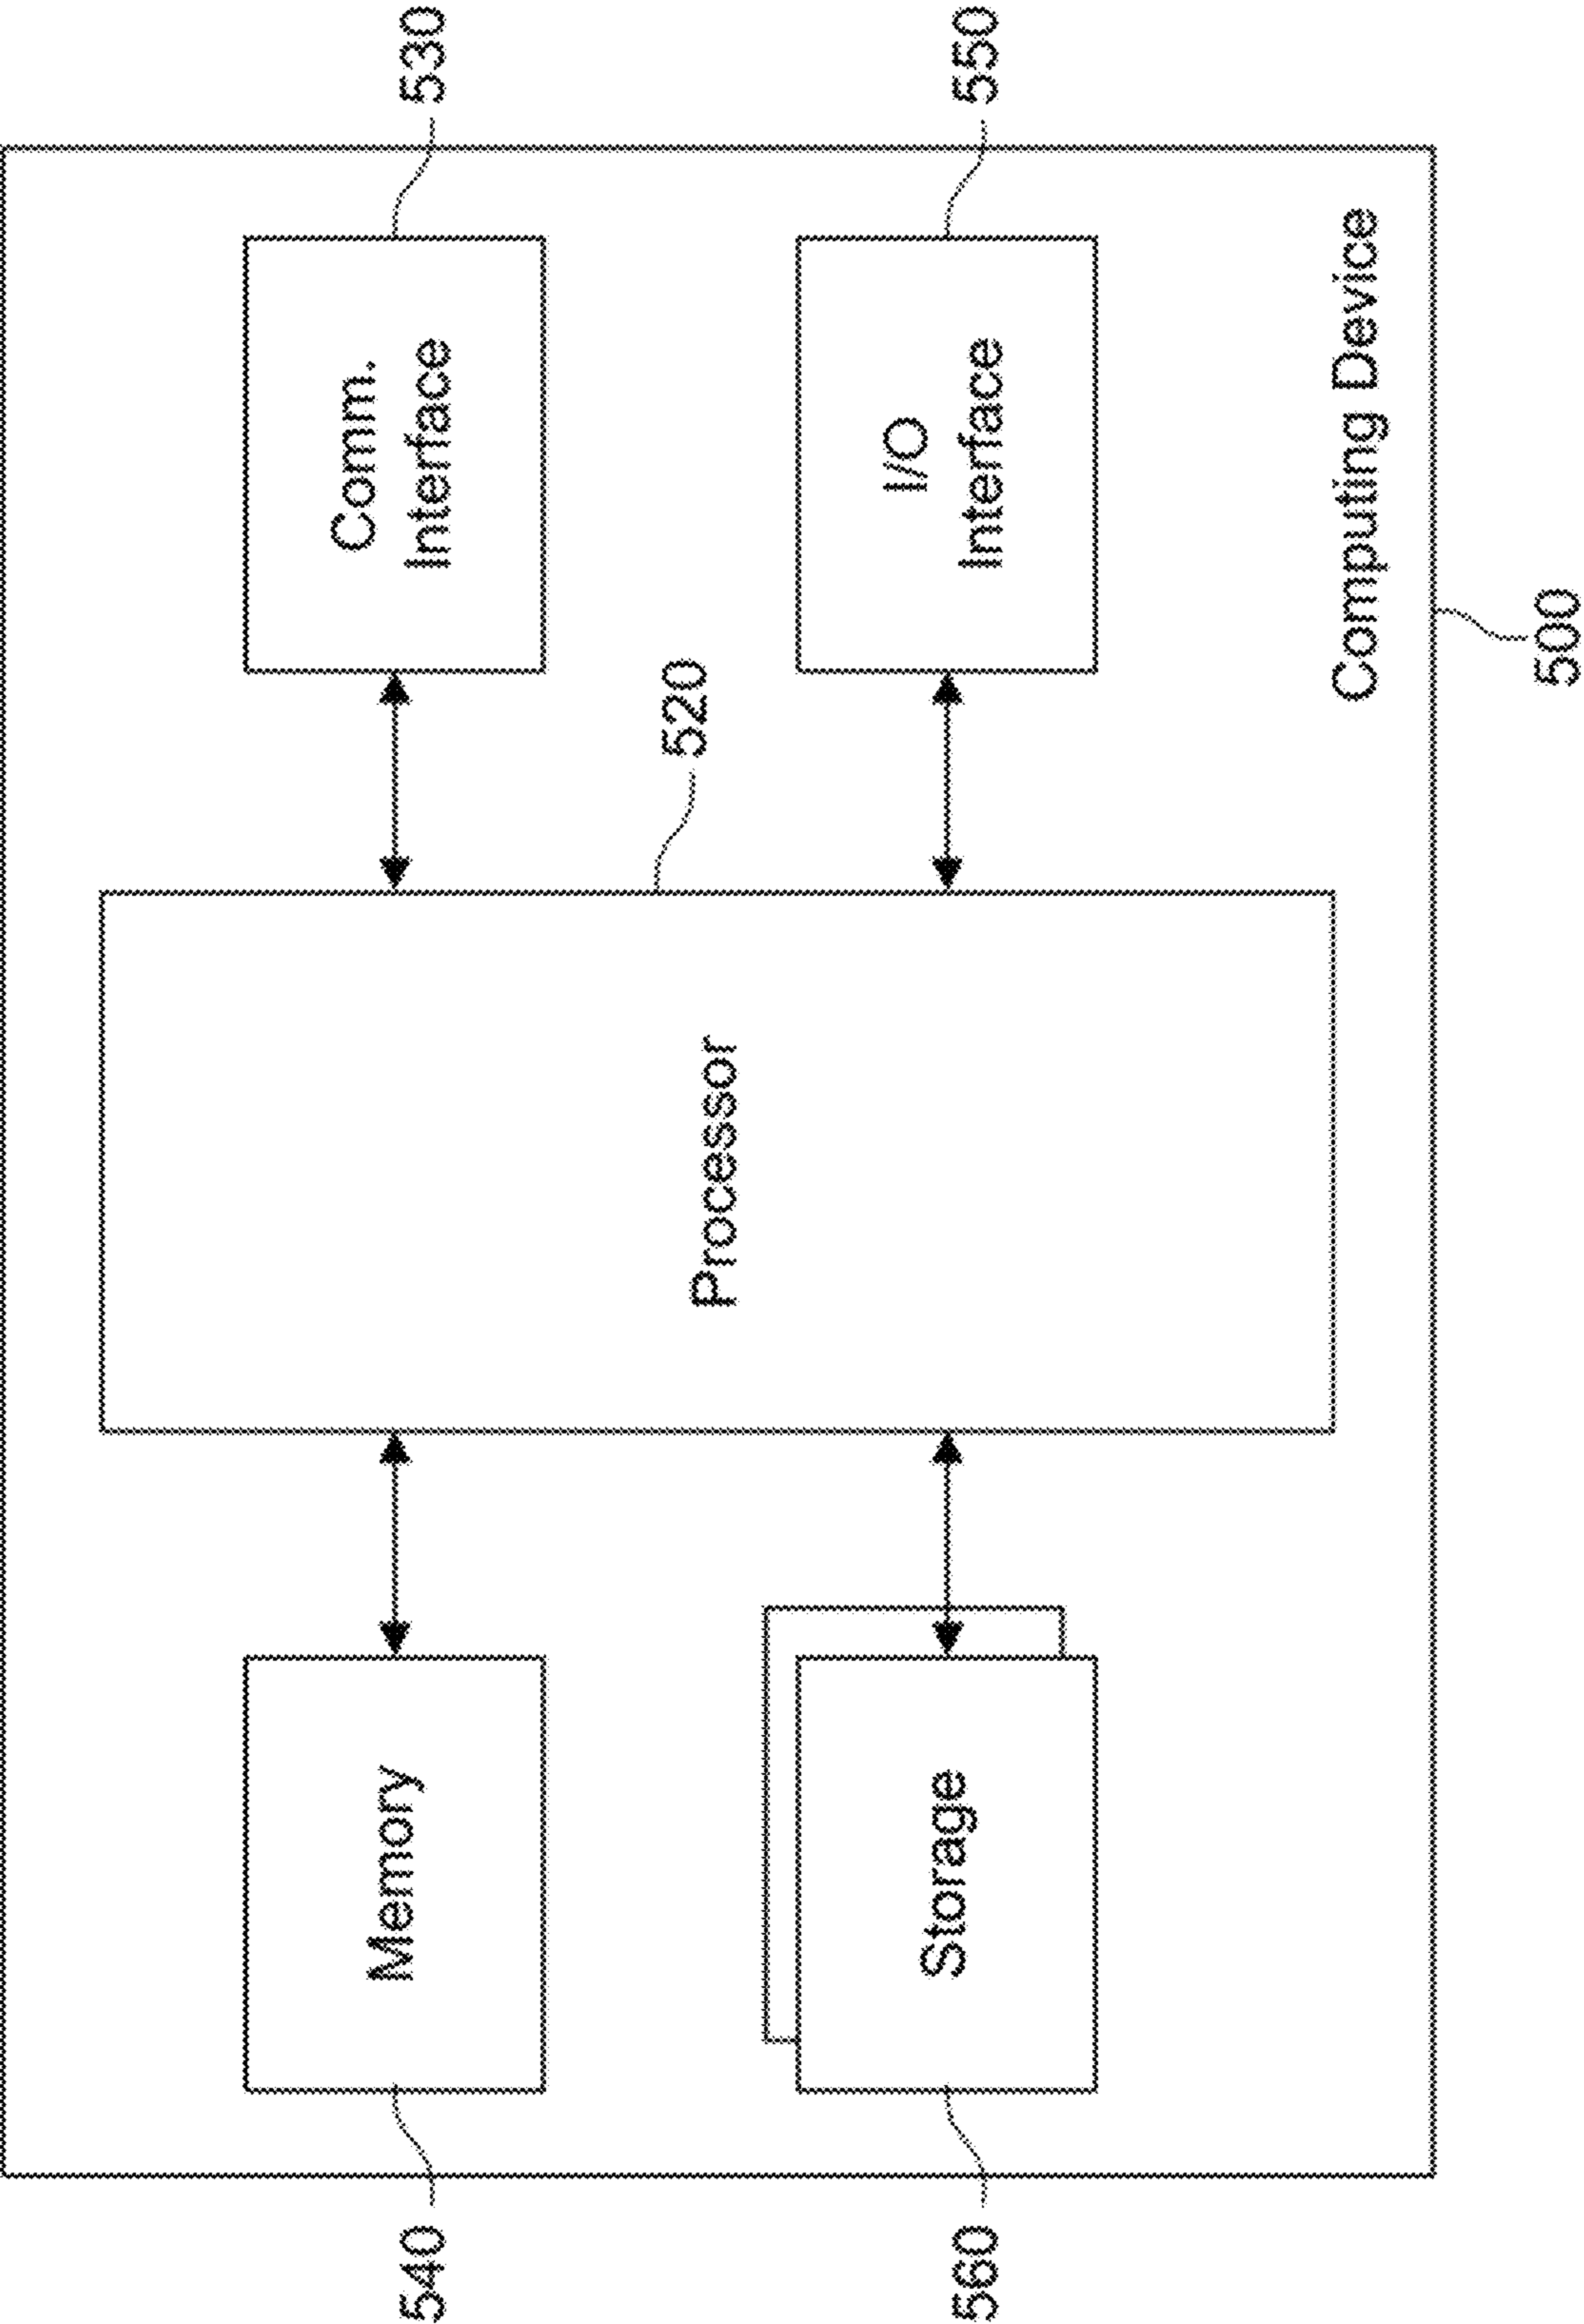 540
Memory
Comm.
Interface
530
520
Processor
560
Storage
I/O
Interface
550
Computing Device
500